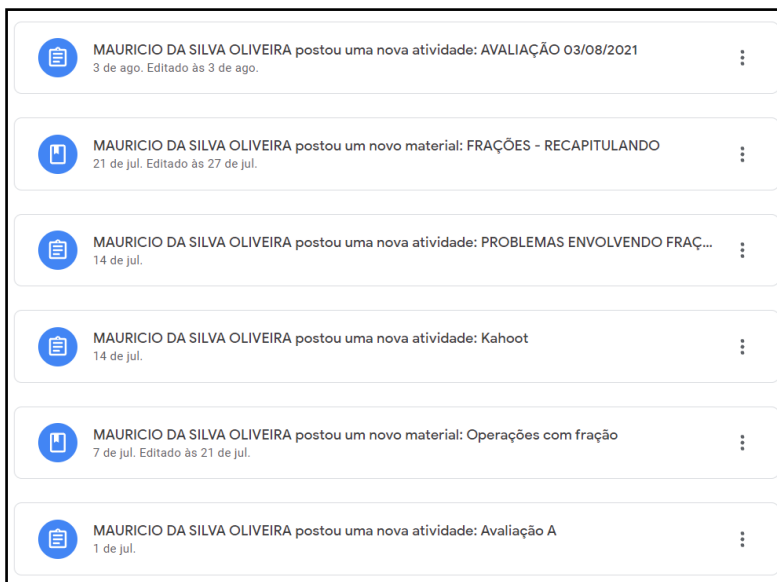 MAURICIO DA SILVA OLIVEIRA postou uma nova atividade: AVALIAÇÃO 03/08/2021
3 de ago. Editado às 3 de ago.
MAURICIO DA SILVA OLIVEIRA postou um novo material: FRAÇÕES - RECAPITULANDO
21 de jul. Editado às 27 de jul.
MAURICIO DA SILVA OLIVEIRA postou uma nova atividade: PROBLEMAS ENVOLVENDO FRAÇ...
14 de jul.
MAURICIO DA SILVA OLIVEIRA postou uma nova atividade: Kahoot
14 de jul.
MAURICIO DA SILVA OLIVEIRA postou um novo material: Operações com fração
7 de jul. Editado às 21 de jul.
MAURICIO DA SILVA OLIVEIRA postou uma nova atividade: Avaliação A
1 de jul.